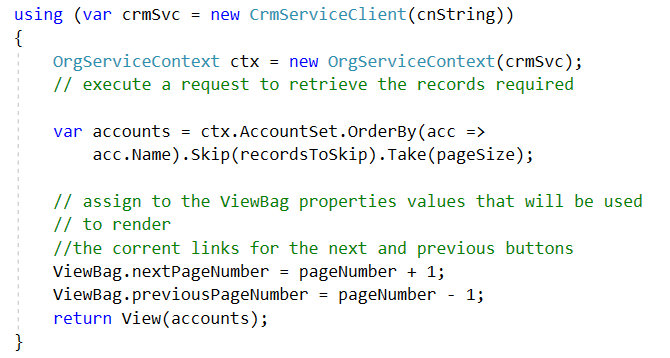 using (var crmSvc = new CrmServiceClient(cnString))
{
OrgServiceContext ctx = new OrgServiceContext(crmSvc);
// execute a request to retrieve the records required
var accounts = ctx.AccountSet.OrderBy(acc =>
acc.Name).Skip(recordsToSkip).Take(pageSize);
// assign to the ViewBag properties values that will be used
// to render
//the corrent links for the next and previous buttons
ViewBag.nextPageNumber = pageNumber + 1;
ViewBag.previousPageNumber = pageNumber - 1;
return View(accounts);
}